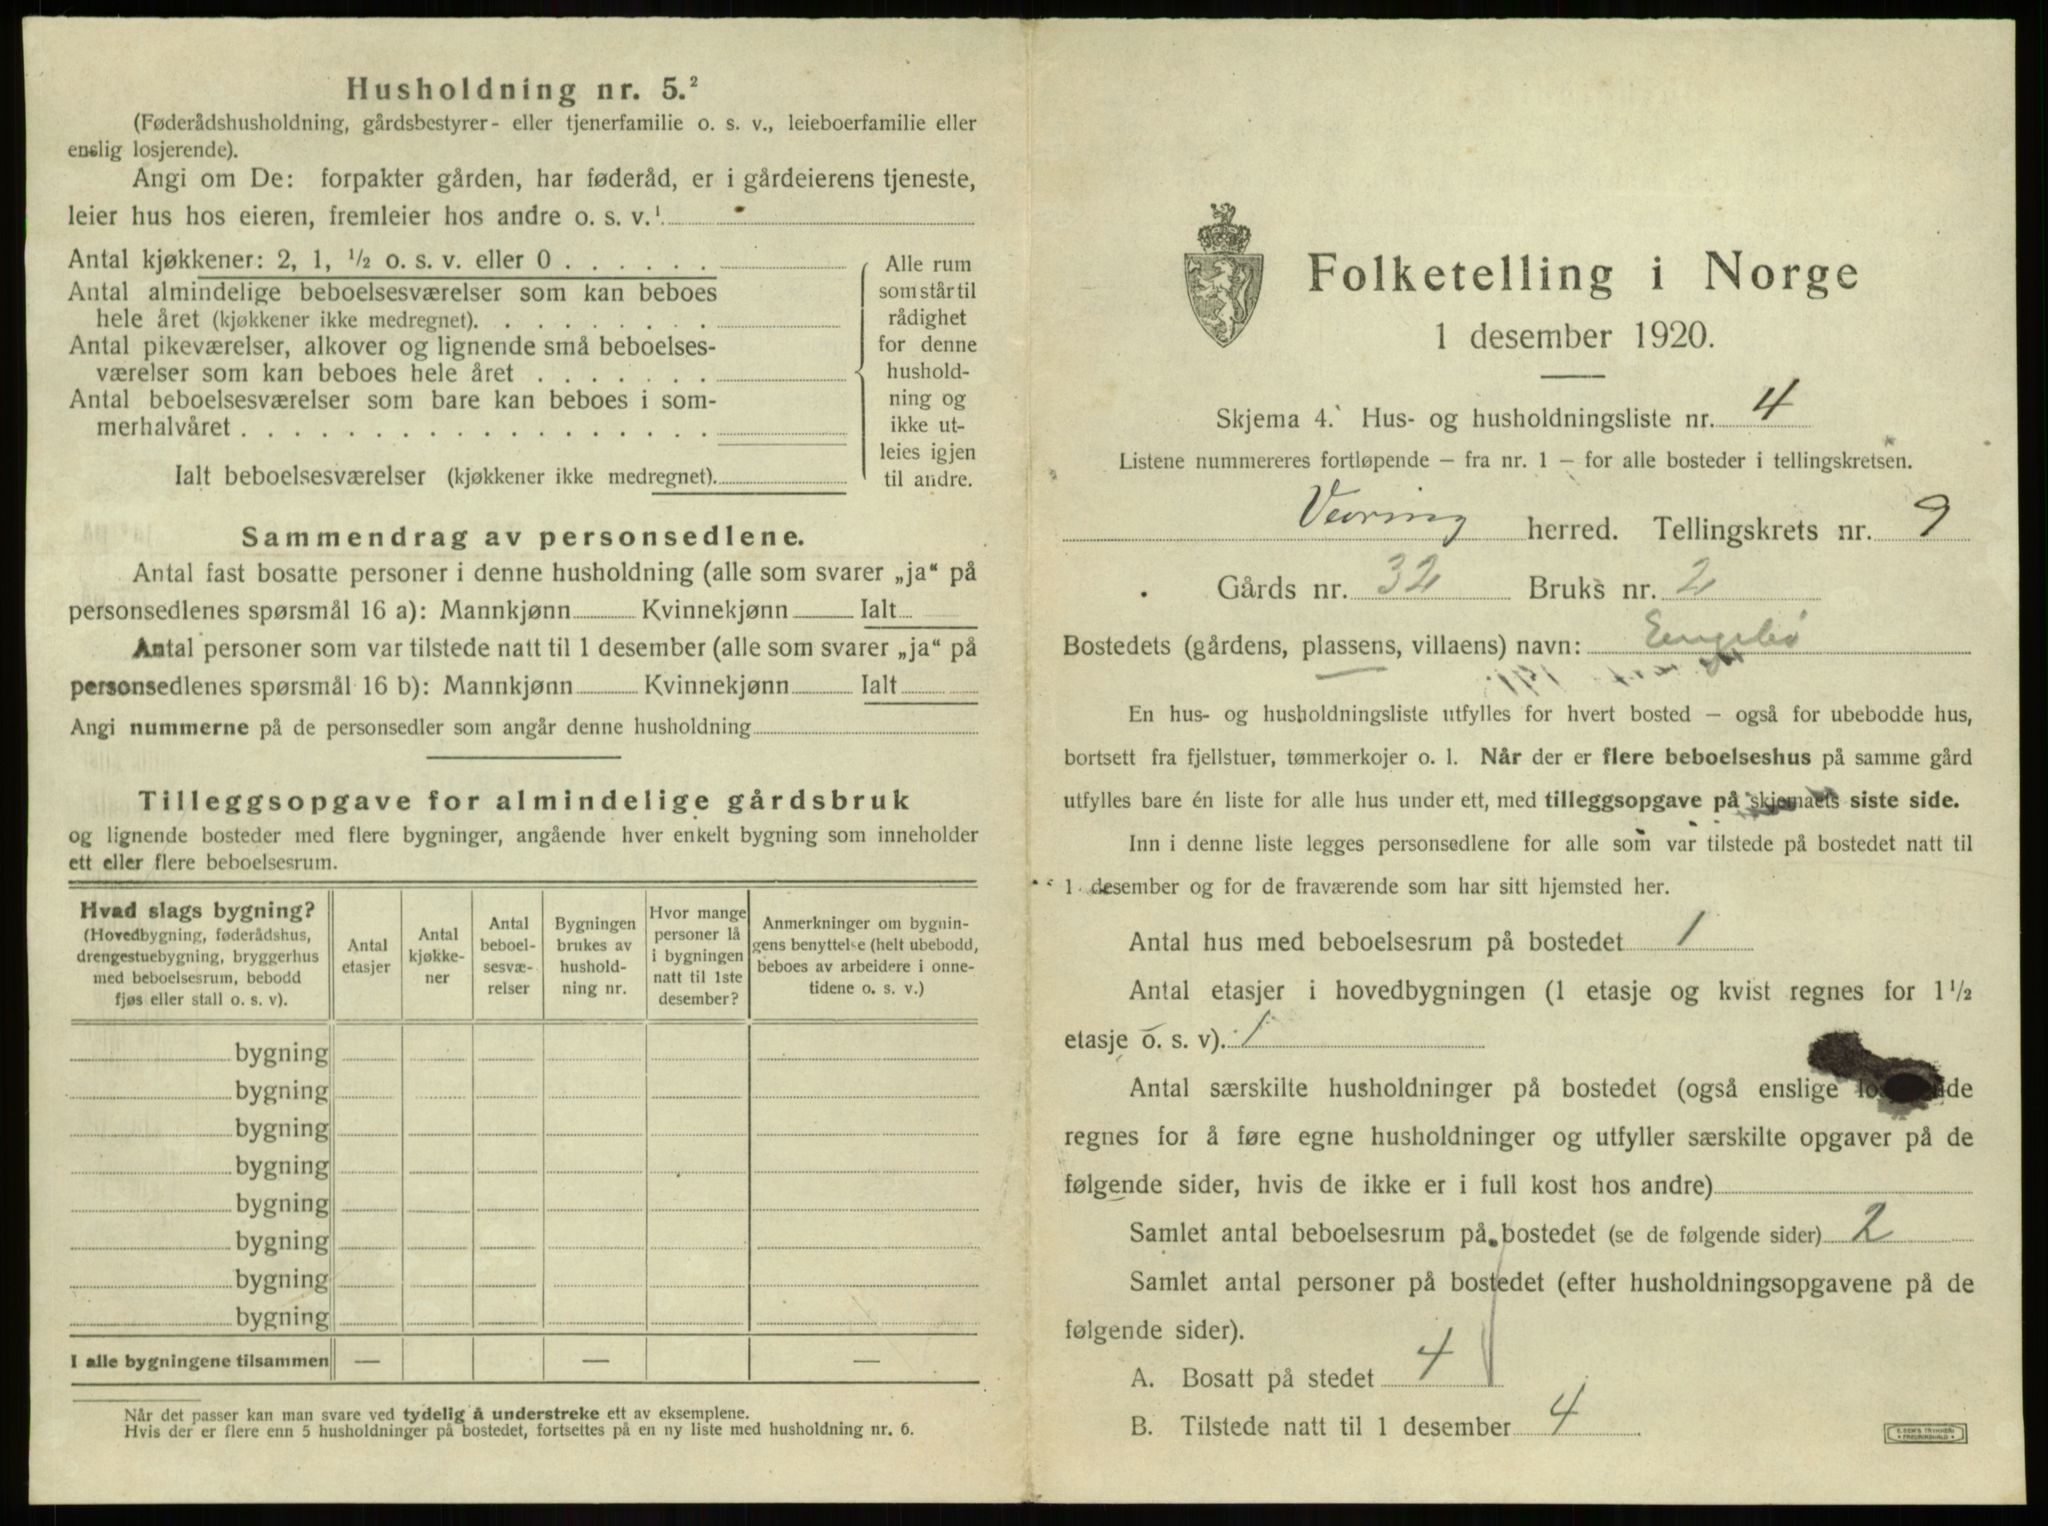 Husholdning nr. 5.²
(Føderådshusholdning, gårdsbestyrer- eller tjenerfamilie o. s. v., leieboerfamilie eller
enslig losjerende).
Angi om De: forpakter gården, har føderåd, er i gårdeierens tjeneste,
leier hus hos eieren, fremleier hos andre o. s. v.¹
Antal kjøkkener: 2, 1, ½ o. s. v. eller 0 . . . . . .
Antal almindelige beboelsesværelser som kan beboes
hele året (kjøkkener ikke medregnet). . . . . . . . .
Antal pikeværelser, alkover og lignende små beboelses-
værelser som kan beboes hele året . . . . . . .
Antal beboelsesværelser som bare kan beboes i som-
merhalvåret . . . . . . . . . . . . . . . . . .
Ialt beboelsesværelser (kjøkkener ikke medregnet).
Alle rum
som står til
rådighet
for denne
hushold-
ning og
ikke ut-
leies igjen
til andre.
Sammendrag av personsedlene.
Antal fast bosatte personer i denne husholdning (alle som svarer „ja“ på
personsedlenes spørsmål 16 a): Mannkjønn Kvinnekjønn Ialt
Antal personer som var tilstede natt til 1 desember (alle som svarer „ja“ på
personsedlenes spørsmål 16 b): Mannkjønn Kvinnekjønn Ialt
Angi nummerne på de personsedler som angår denne husholdning
Tilleggsopgave for almindelige gårdsbruk
og lignende bosteder med flere bygninger, angående hver enkelt bygning som inneholder
ett eller flere beboelsesrum.
Hvad slags bygning?
(Hovedbygning, føderådshus,
drengestuebygning, bryggerhus
med beboelsesrum, bebodd
fjøs eller stall o. s. v).
Antal
etasjer
Antal
kjøkke-
ner
Antal
beboel-
sesvæ-
relser
Bygningen
brukes av
hushold-
ning nr.
Hvor mange
personer lå
i bygningen
natt til 1ste
desember?
Anmerkninger om bygnin-
gens benyttelse (helt ubebodd,
beboes av arbeidere i onne-
tidene o. s. v.)
bygning
bygning
bygning
bygning
bygning
bygning
bygning
bygning
I alle bygningene tilsammen — — —
Når det passer kan man svare ved tydelig å understreke ett av eksemplene.
Hvis der er flere enn 5 husholdninger på bostedet, fortsettes på en ny liste med husholdning nr. 6.
Folketelling i Norge
1 desember 1920.
Skjema 4. Hus- og husholdningsliste nr. 4
Listene nummereres fortløpende – fra nr. 1 – for alle bosteder i tellingskretsen.
Vevring herred. Tellingskrets nr. 9
Gårds nr. 32 Bruks nr. 2
Bostedets (gårdens, plassens, villaens) navn: Engebø
En hus- og husholdningsliste utfylles for hvert bosted – også for ubebodde hus,
bortsett fra fjellstuer, tømmerkojer o. l. Når der er flere beboelseshus på samme gård
utfylles bare én liste for alle hus under ett, med tilleggsopgave på skjemaets siste side.
Inn i denne liste legges personsedlene for alle som var tilstede på bostedet natt til
1 desember og for de fraværende som har sitt hjemsted her.
Antal hus med beboelsesrum på bostedet 1
Antal etasjer i hovedbygningen (1 etasje og kvist regnes for 1½
etasje o. s. v). 1
Antal særskilte husholdninger på bostedet (også enslige
regnes for å føre egne husholdninger og utfyller særskilte opgaver på de
følgende sider, hvis de ikke er i full kost hos andre)
Samlet antal beboelsesrum på bostedet (se de følgende sider) 2
Samlet antal personer på bostedet (efter husholdningsopgavene på de
følgende sider).
A. Bosatt på stedet 4
B. Tilstede natt til 1 desember 4